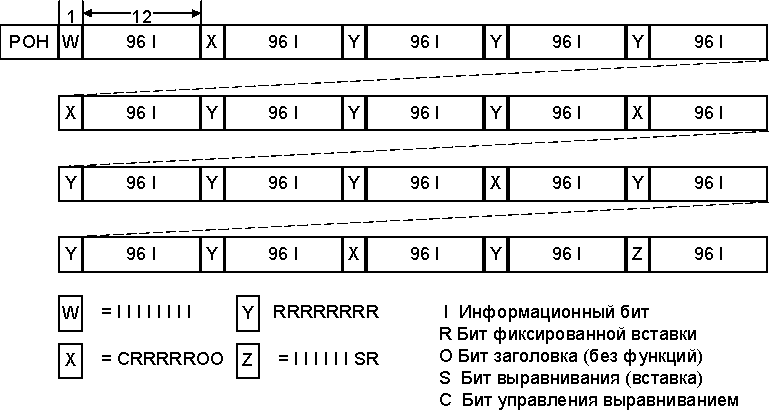 1 12
POH W 96 I X 96 I Y 96 I Y 96 I Y 96 I
X 96 I Y 96 I Y 96 I Y 96 I X 96 I
Y 96 I Y 96 I Y 96 I X 96 I Y 96 I
Y 96 I Y 96 I X 96 I Y 96 I Z 96 I
W = I I I I I I I I Y RRRRRRRR
X = CRRRRROO Z = I I I I I I SR
I Информационный бит
R Бит фиксированной вставки
O Бит заголовка (без функций)
S Бит выравнивания (вставка)
C Бит управления выравниванием